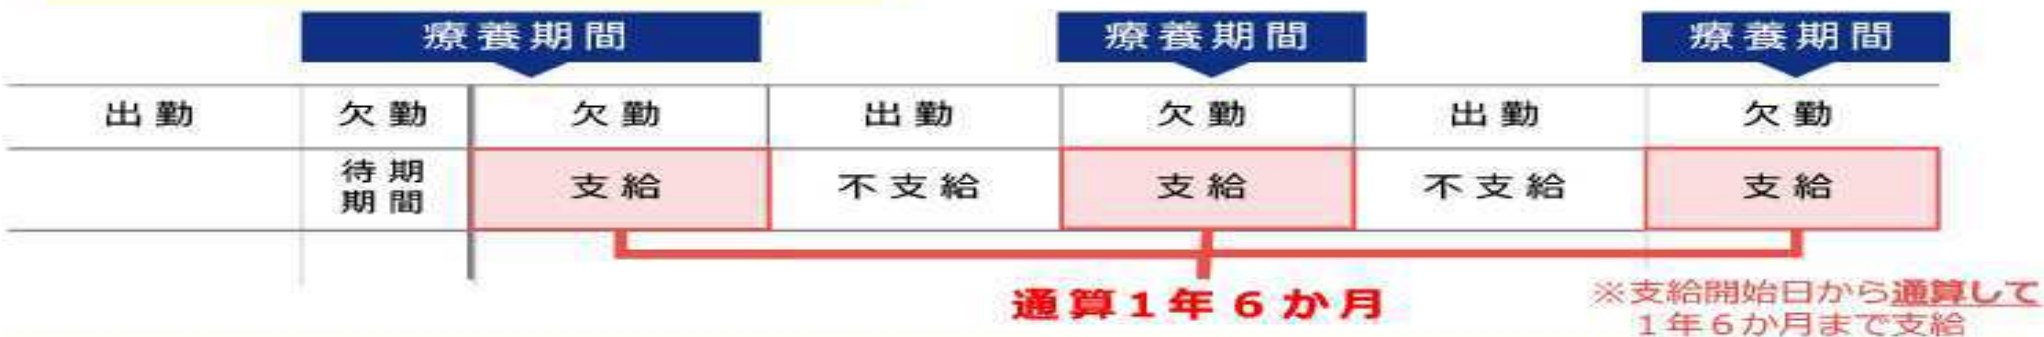 療養期間 療養期間 療養期間
出勤 欠勤 欠勤 出勤 欠勤 出勤 欠勤
待期期間 支給 不支給 支給 不支給 支給
通算1年6か月
※支給開始日から通算して
1年6か月まで支給